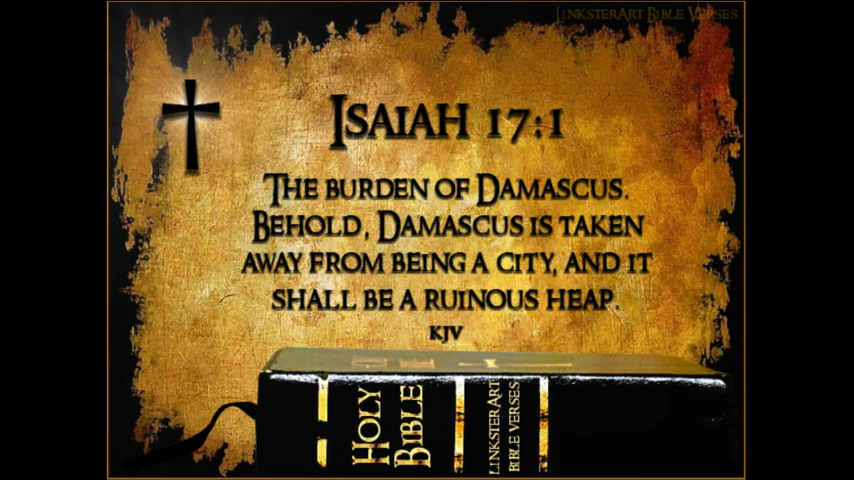 LinksterArt Bible Verses
Isaiah 17:1
The burden of Damascus.
Behold, Damascus is taken
away from being a city, and it
shall be a ruinous heap.
KJV
Holy
Bible
LinksterArt
Bible Verses